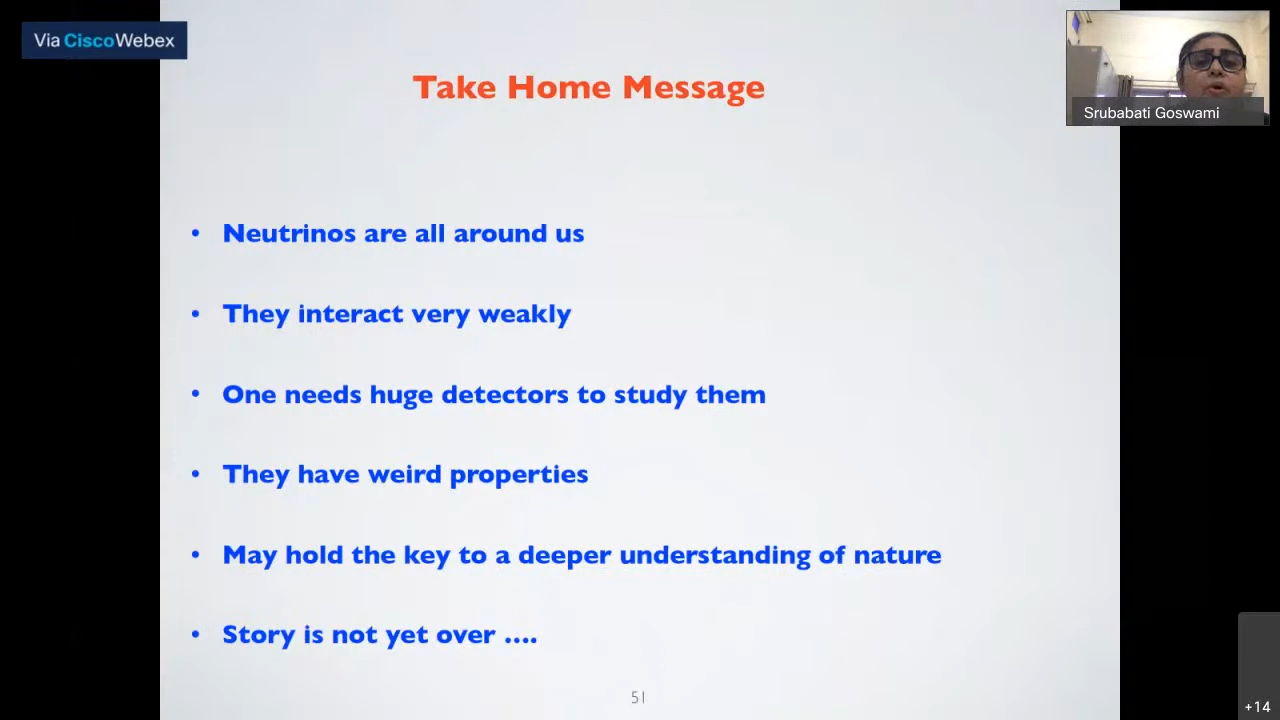 Via Cisco Webex
Take Home Message
Srubabati Goswami
• Neutrinos are all around us
• They interact very weakly
• One needs huge detectors to study them
• They have weird properties
• May hold the key to a deeper understanding of nature
• Story is not yet over ....
51
+14